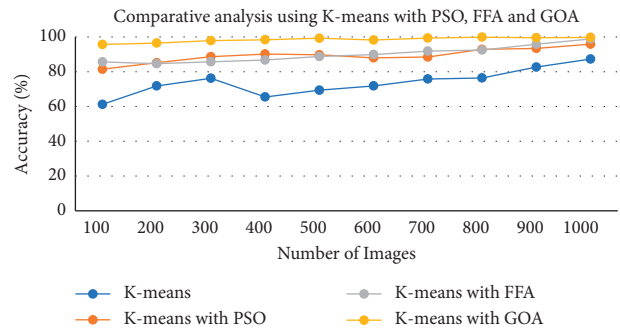 Comparative analysis using K-means with PSO, FFA and GOA
100
80
60
40
20
0
Accuracy (%)
100 200 300 400 500 600 700 800 900 1000
Number of Images
K-means
K-means with FFA
K-means with PSO
K-means with GOA